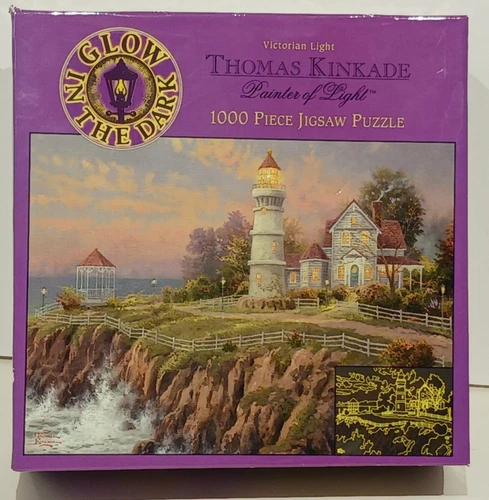 GLOW
IN THE DARK
Victorian Light
THOMAS KINKADE
Painter of Light™
1000 PIECE JIGSAW PUZZLE